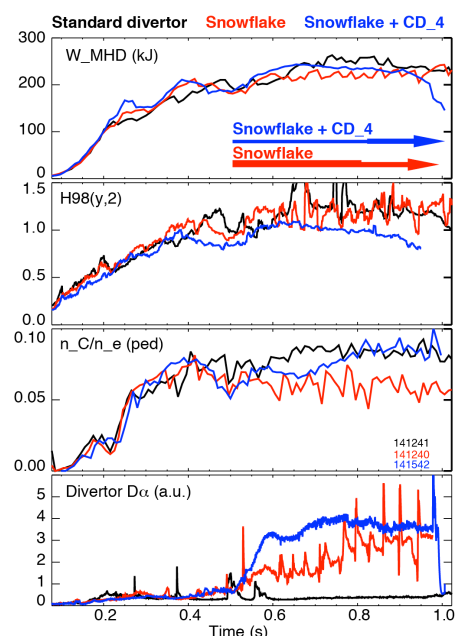 Standard divertor Snowflake Snowflake + CD_4
300
W_MHD (kJ)
200
100
0
Snowflake + CD_4
Snowflake
1.5
H98(y,2)
1.0
0.5
0.0
0.10
n_C/n_e (ped)
0.05
0.00
141241
141240
141542
Divertor Dα (a.u.)
5
4
3
2
1
0
0.2 0.4 0.6 0.8 1.0
Time (s)